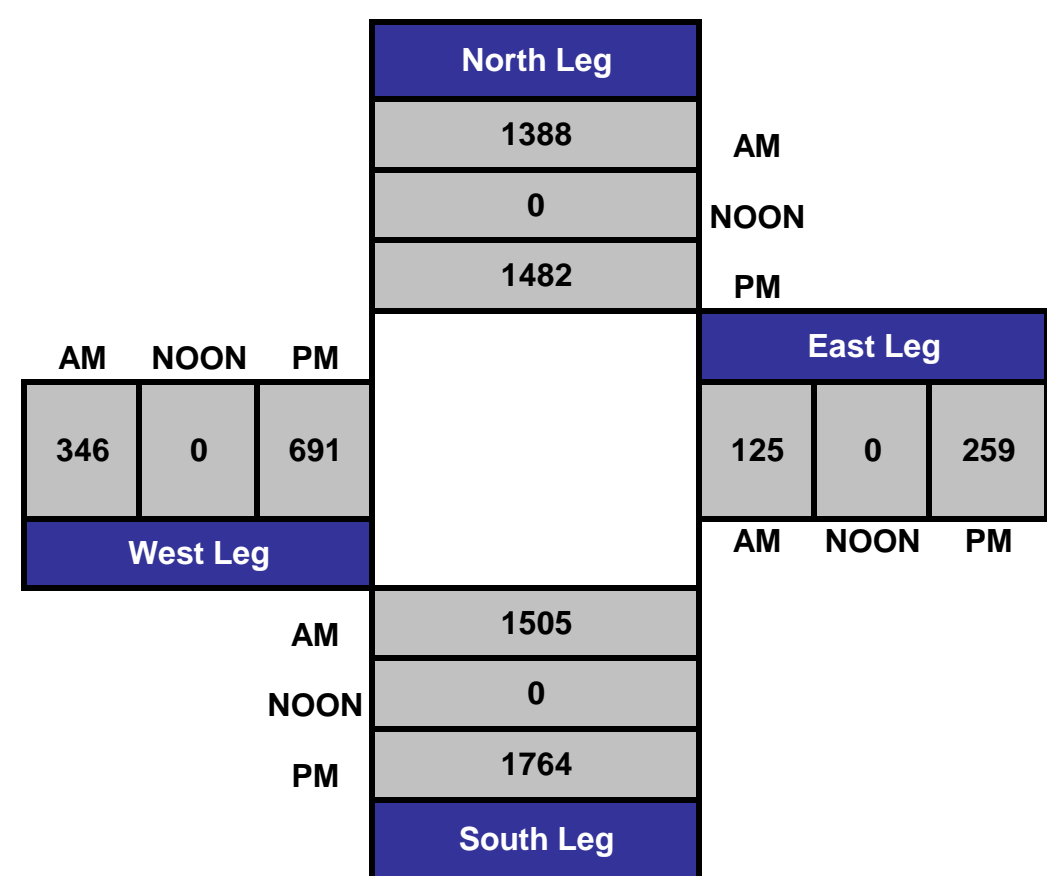 North Leg
1388
AM
0
NOON
1482
PM
East Leg
AM NOON PM
346 0 691
125 0 259
West Leg
AM NOON PM
AM
1505
NOON
0
PM
1764
South Leg